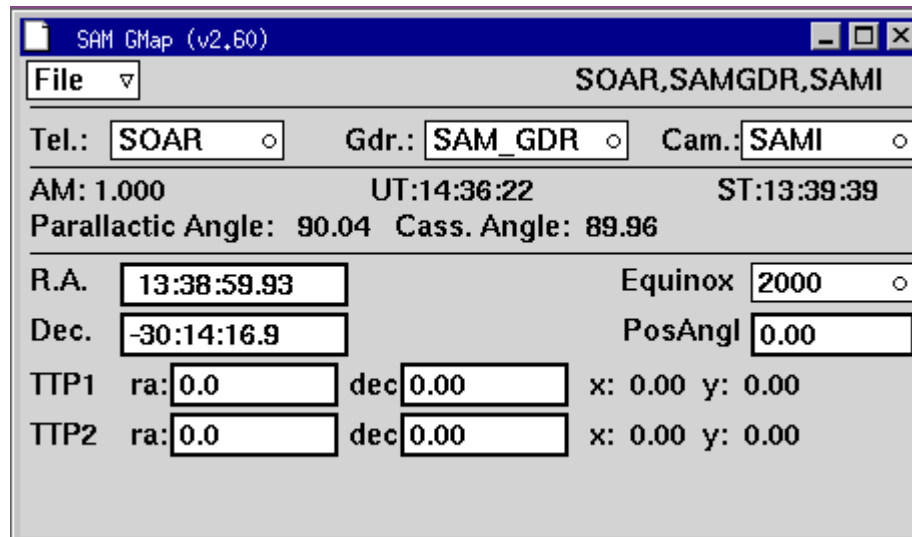 SAM GMap (v2.60)
File SOAR,SAMGDR,SAMI
Tel.: SOAR Gdr.: SAM_GDR Cam.: SAMI
AM: 1.000 UT:14:36:22 ST:13:39:39
Parallactic Angle: 90.04 Cass. Angle: 89.96
R.A. 13:38:59.93 Equinox 2000
Dec. -30:14:16.9 PosAngl 0.00
TTP1 ra: 0.0 dec 0.00 x: 0.00 y: 0.00
TTP2 ra: 0.0 dec 0.00 x: 0.00 y: 0.00